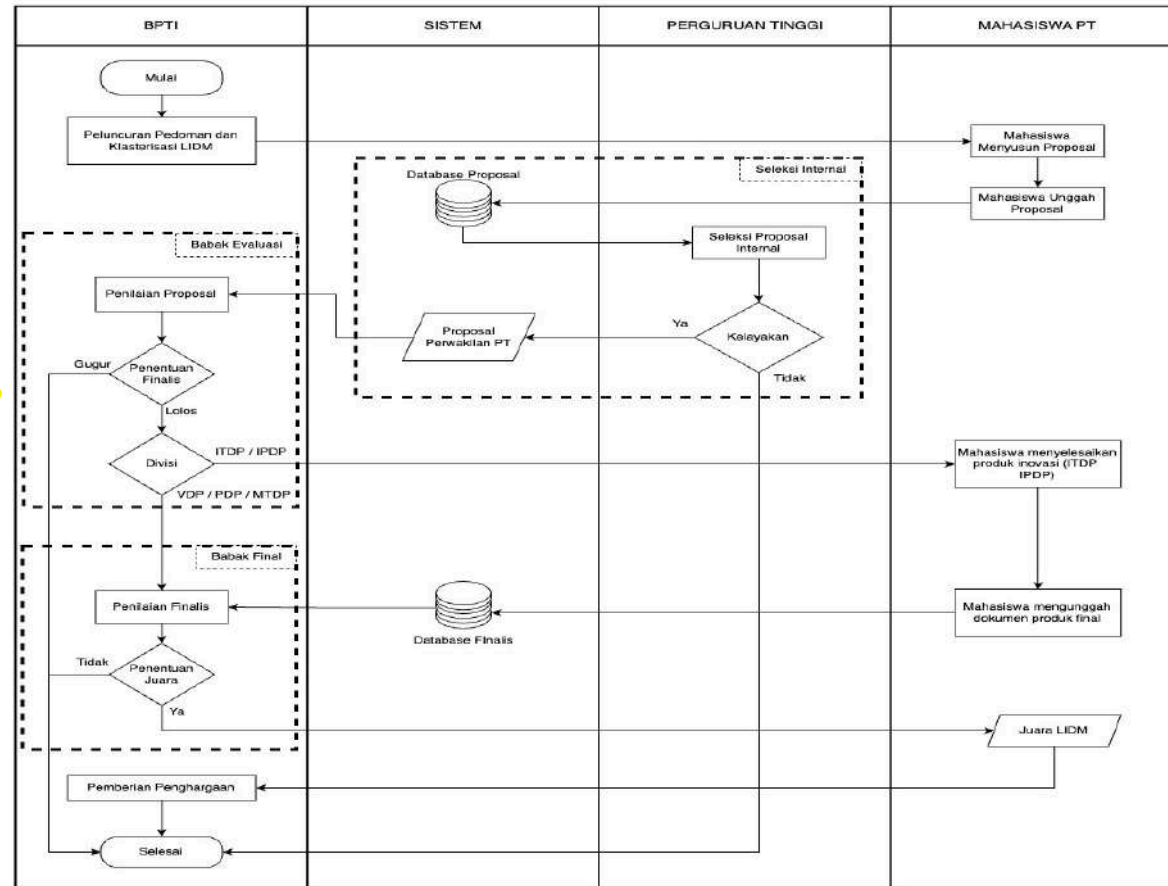 BPTI
SISTEM
PERGURUAN TINGGI
MAHASISWA PT
Mulai
Peluncuran Pedoman dan
Klasterisasi LIDM
Mahasiswa
Menyusun Proposal
Database Proposal
Seleksi Internal
Mahasiswa Unggah
Proposal
Babak Evaluasi
Seleksi Proposal
Internal
Penilaian Proposal
Proposal
Perwakilan PT
Ya
Kelayakan
Tidak
Gugur
Penentuan
Finalis
Lolos
Divisi
ITDP / IPDP
VDP / PDP / MTDP
Mahasiswa menyelesaikan
produk inovasi (ITDP
IPDP)
Babak Final
Penilaian Finalis
Database Finalis
Mahasiswa mengunggah
dokumen produk final
Tidak
Penentuan
Juara
Ya
Juara LIDM
Pemberian Penghargaan
Selesai